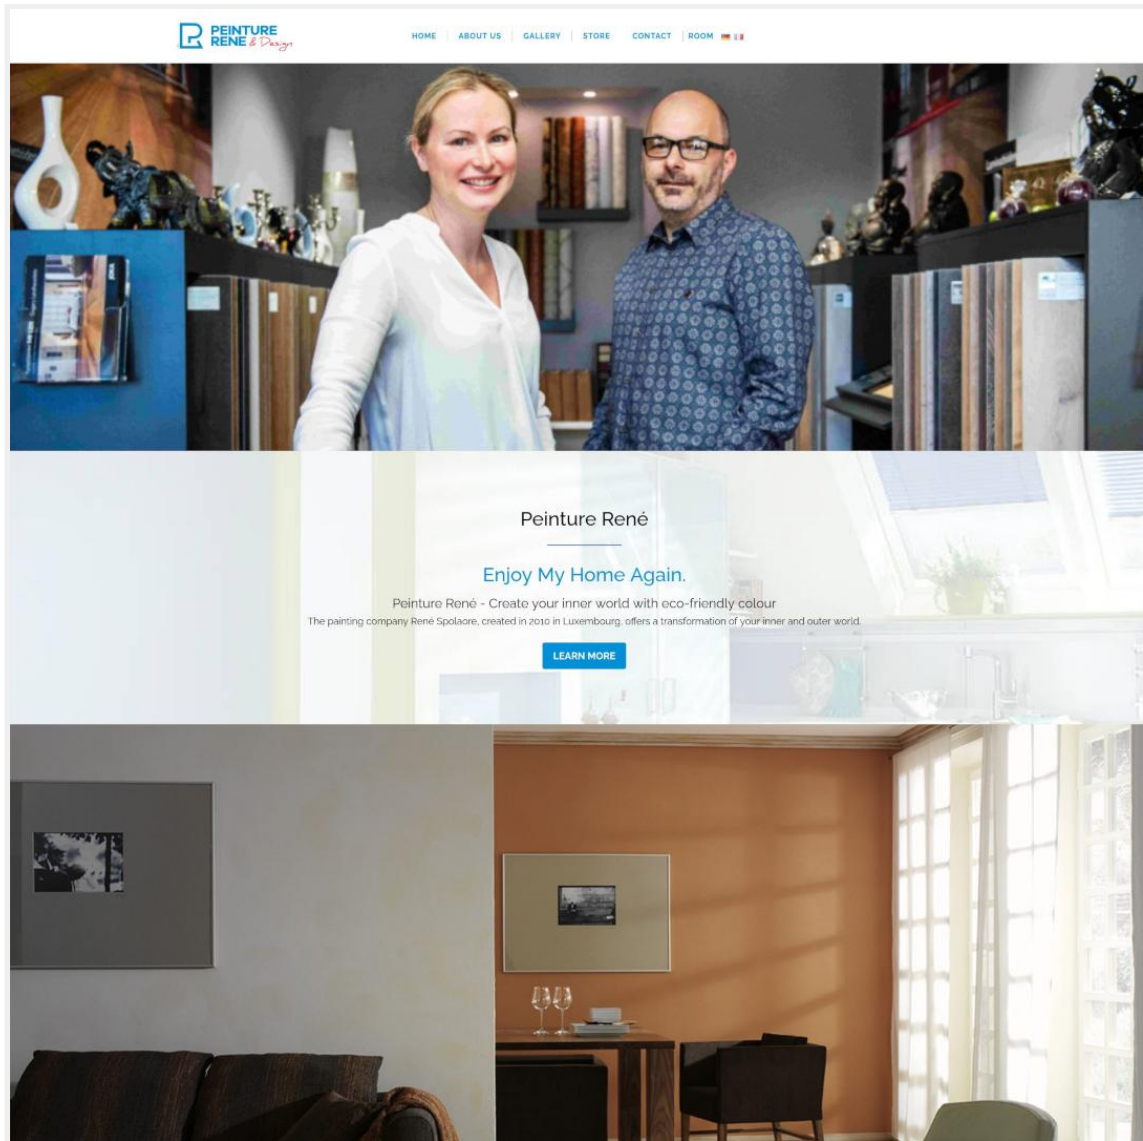 PEINTURE
RENE & Design
HOME
ABOUT US
GALLERY
STORE
CONTACT
ROOM
Peinture René
Enjoy My Home Again.
Peinture René - Create your inner world with eco-friendly colour
The painting company René Spolaore, created in 2010 in Luxembourg, offers a transformation of your inner and outer world.
LEARN MORE